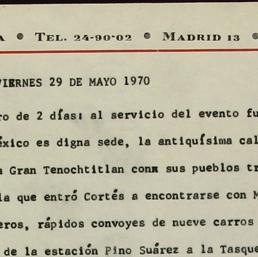 A • TEL. 24-90-02 • MADRID 13 •
VIERNES 29 DE MAYO 1970
ro de 2 días: al servicio del evento fu
éxico es digna sede, la antiquísima cal
a Gran Tenochtitlan conx sus pueblos tr
la que entró Cortés a encontrarse con M
eros, rápidos convoyes de nueve carros
de la estación Pino Suárez a la Tasque